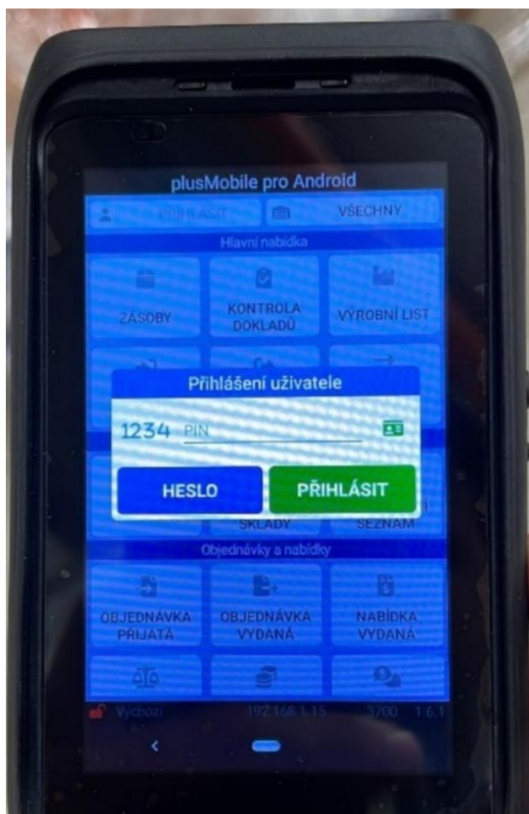 plusMobile pro Android
PŘIHLÁSIT VŠECHNY
Hlavní nabídka
ZÁSOBY
KONTROLA DOKLADŮ
VÝROBNÍ LIST
Přihlášení uživatele
1234 PIN
HESLO PŘIHLÁSIT
SKLADY
SEZNAM
Objednávky a nabídky
OBJEDNÁVKA PŘIJATÁ
OBJEDNÁVKA VYDANÁ
NABÍDKA VYDANÁ
Výchozí 192.168.1.15 3700 1.6.1